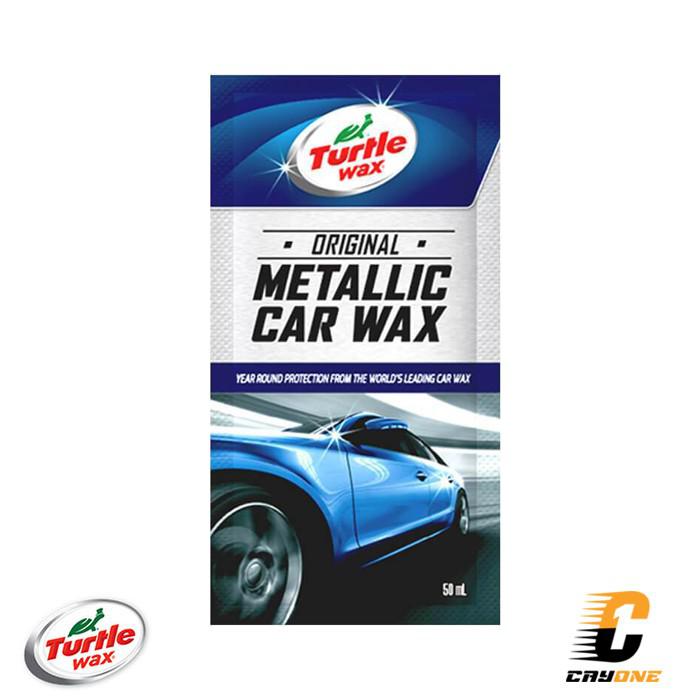 Turtle
wax
ORIGINAL
METALLIC
CAR WAX
YEAR ROUND PROTECTION FROM THE WORLD'S LEADING CAR WAX
50 mL
Turtle
wax
CAYONE